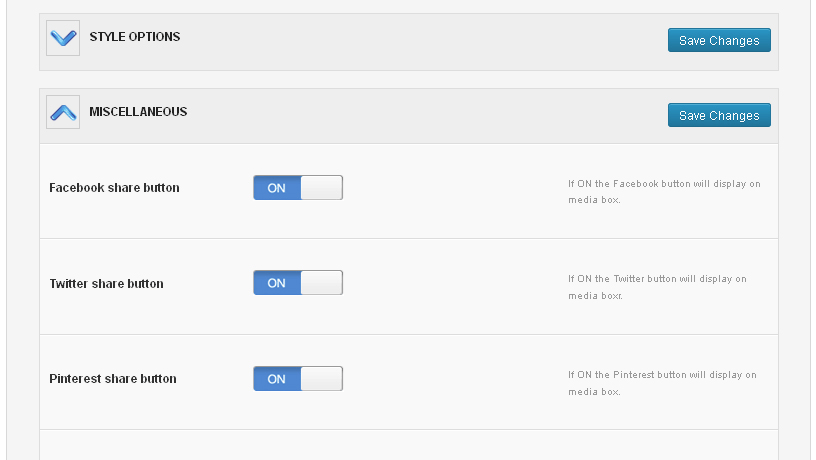 STYLE OPTIONS
Save Changes
MISCELLANEOUS
Save Changes
Facebook share button
ON
If ON the Facebook button will display on
media box.
Twitter share button
ON
If ON the Twitter button will display on
media boxr.
Pinterest share button
ON
If ON the Pinterest button will display on
media box.